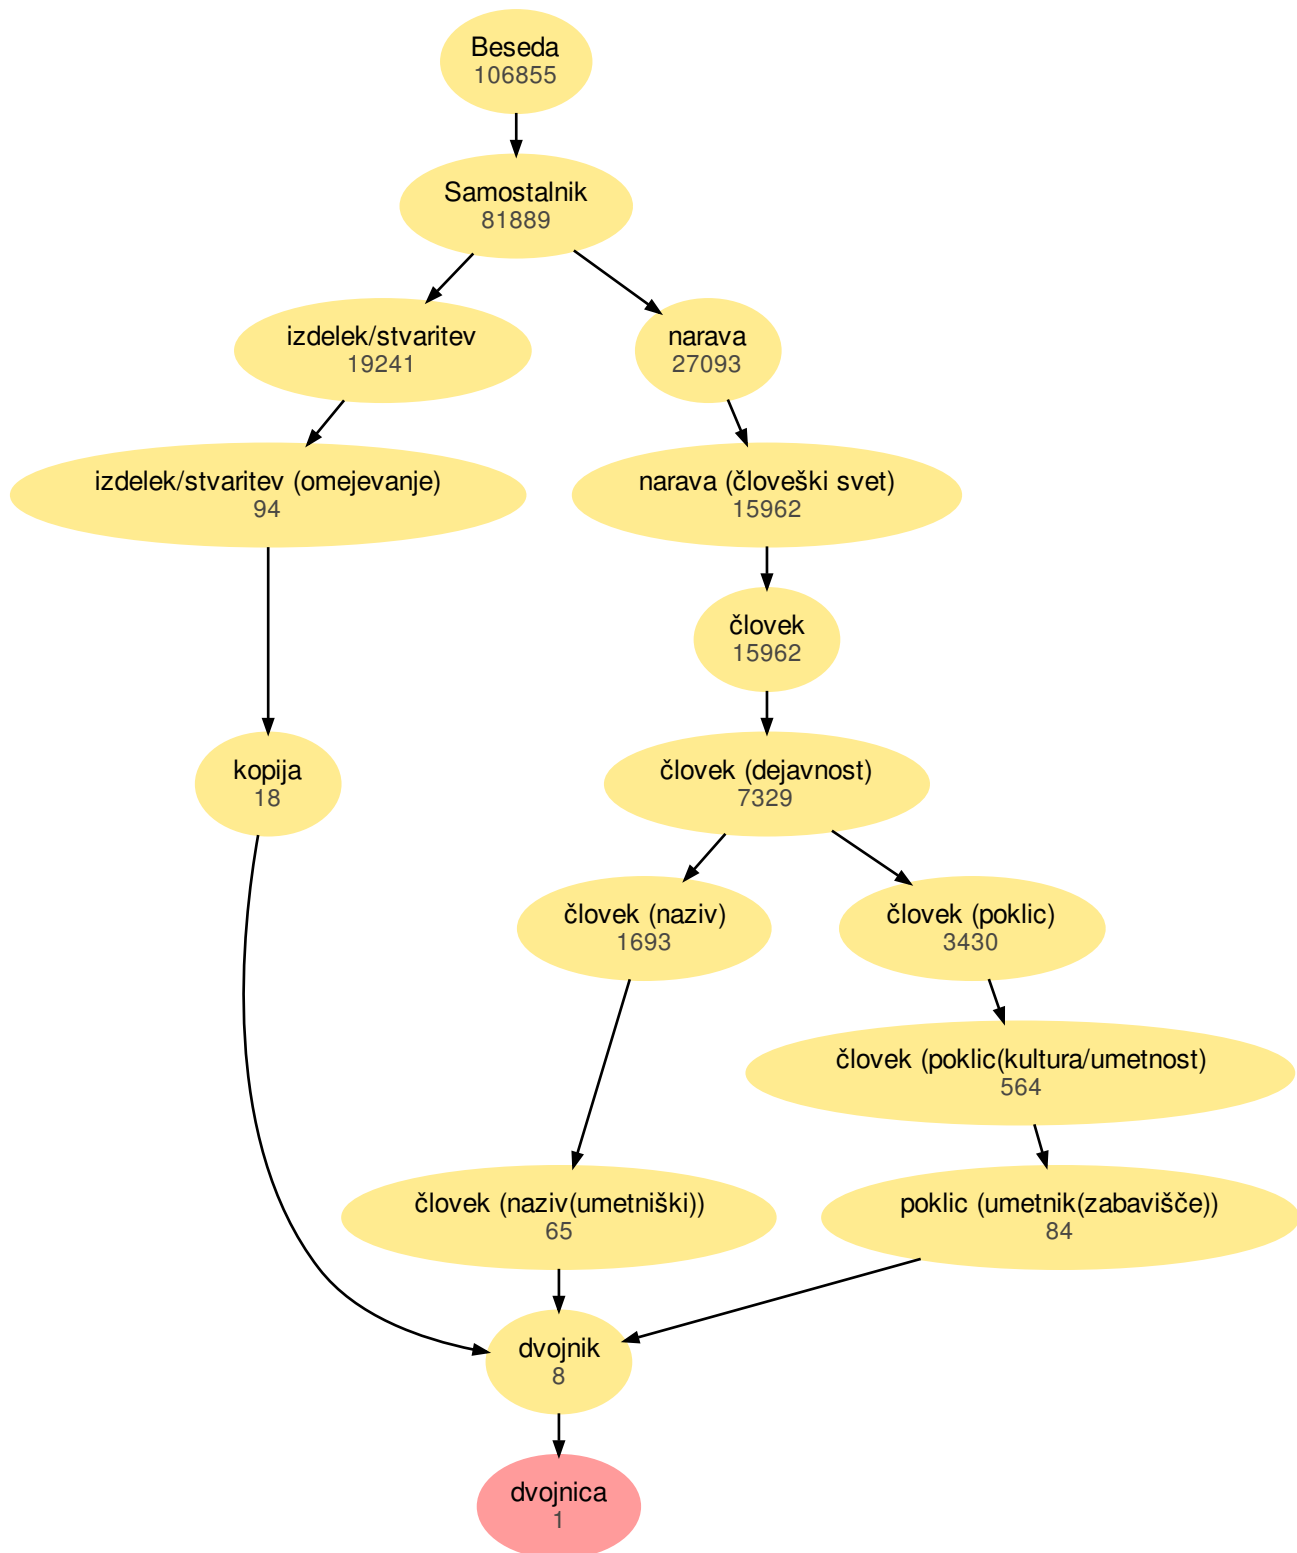 Beseda
106855
Samostalnik
81889
izdelek/stvaritev
19241
narava
27093
izdelek/stvaritev (omejevanje)
94
narava (človeški svet)
15962
človek
15962
kopija
18
človek (dejavnost)
7329
človek (naziv)
1693
človek (poklic)
3430
človek (poklic(kultura/umetnost)
564
človek (naziv(umetniški))
65
poklic (umetnik(zabavišče))
84
dvojnik
8
dvojnica
1